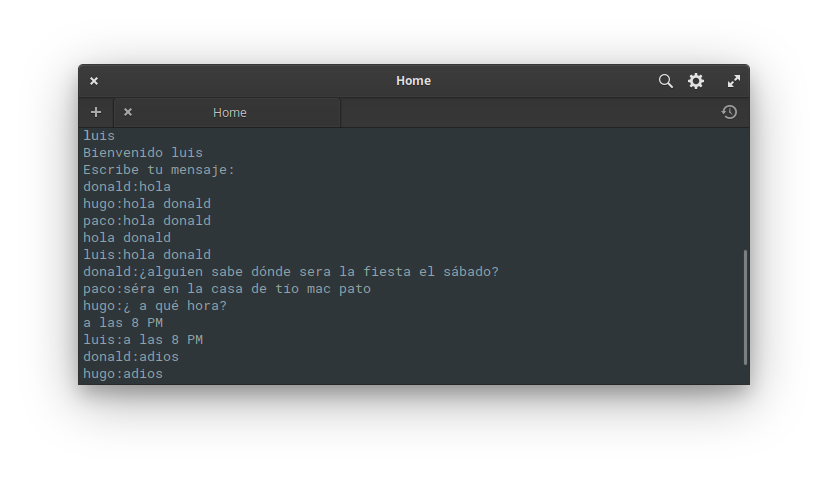 Home
Home
luis
Bienvenido luis
Escribe tu mensaje:
donald:hola
hugo:hola donald
paco:hola donald
hola donald
luis:hola donald
donald:¿alguien sabe dónde sera la fiesta el sábado?
paco:séra en la casa de tío mac pato
hugo:¿ a qué hora?
a las 8 PM
luis:a las 8 PM
donald:adios
hugo:adios